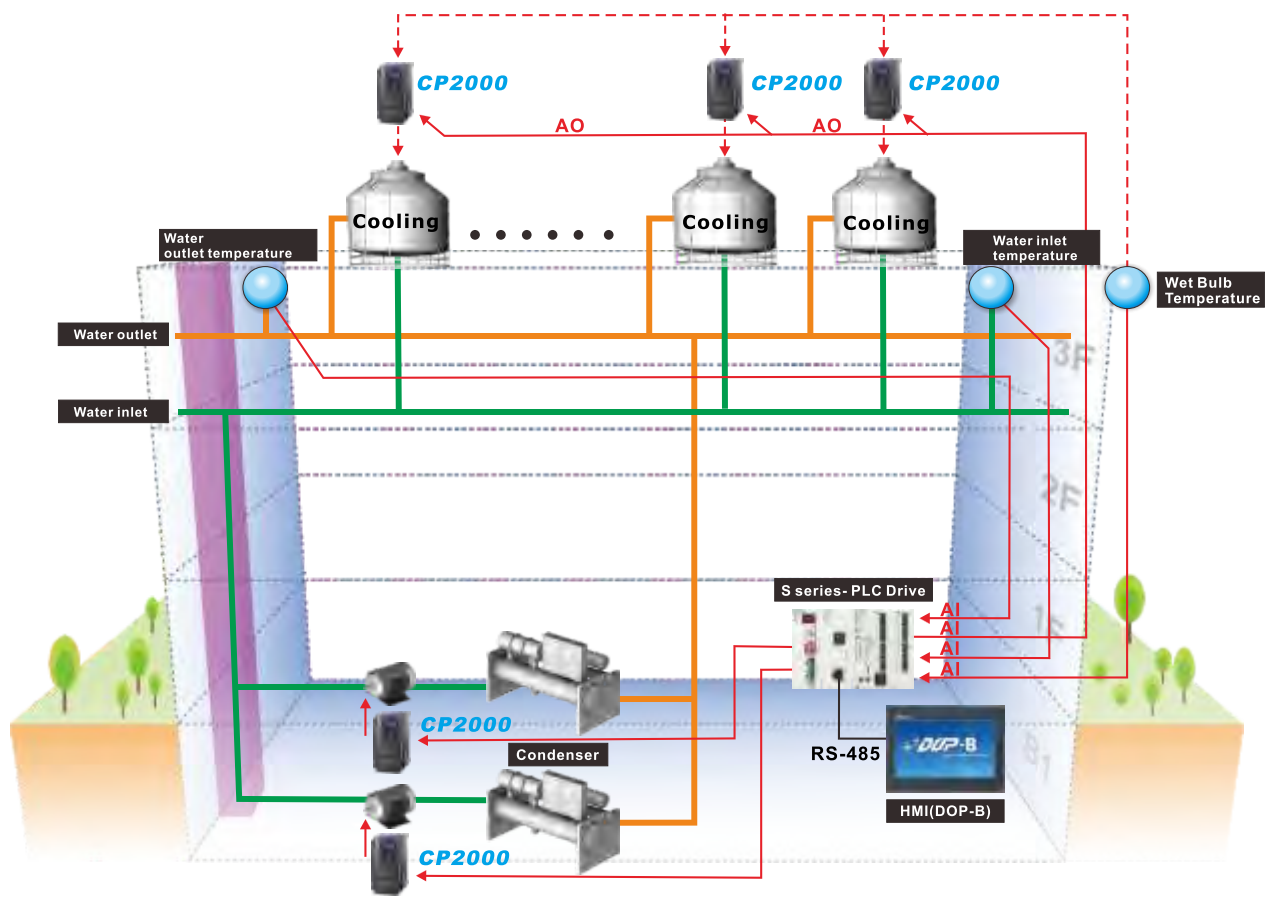 CP2000
CP2000
CP2000
AO
AO
Cooling
Cooling
Cooling
Water
outlet temperature
Water inlet
temperature
Wet Bulb
Temperature
Water outlet
3F
Water inlet
2F
S series- PLC Drive
AI
AI
1F
AI
AI
CP2000
RS-485
DOP-B
B1
Condenser
HMI(DOP-B)
CP2000